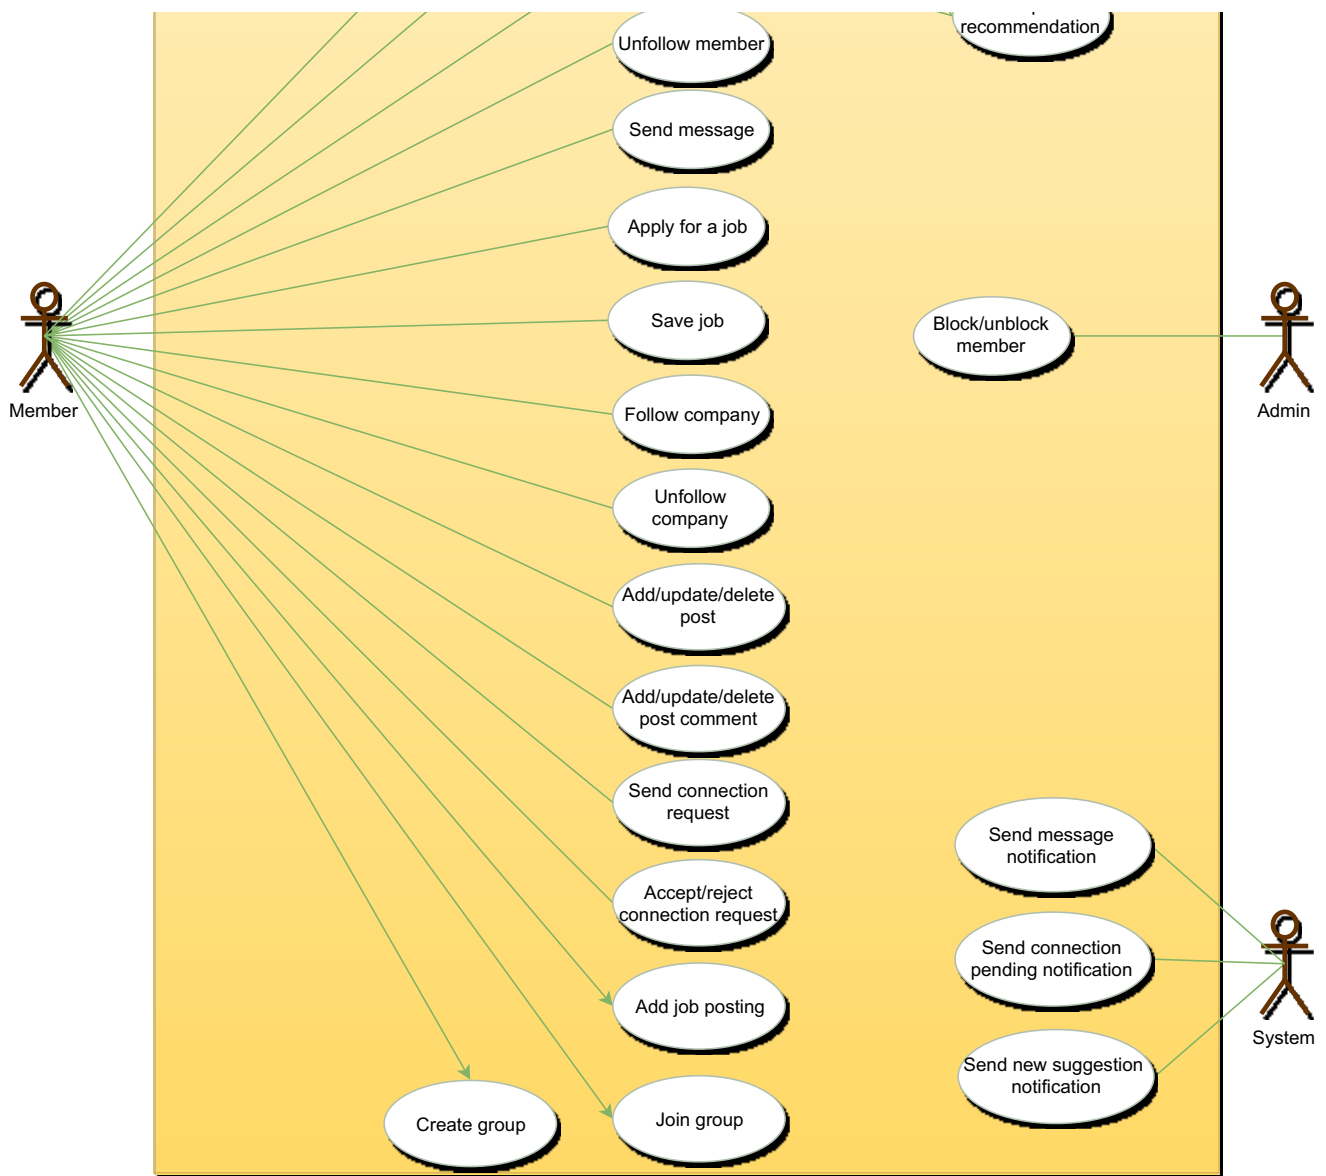 recommendation
Unfollow member
Send message
Apply for a job
Save job
Block/unblock
member
Member
Admin
Follow company
Unfollow
company
Add/update/delete
post
Add/update/delete
post comment
Send connection
request
Send message
notification
Accept/reject
connection request
Send connection
pending notification
Add job posting
System
Send new suggestion
notification
Create group
Join group